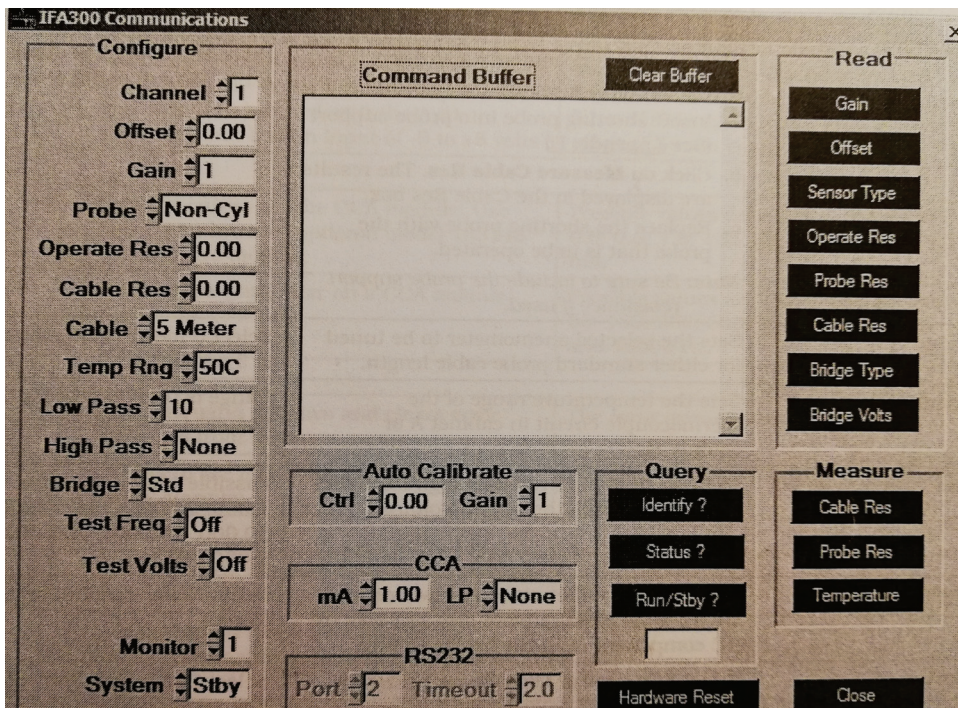 IFA300 Communications
Configure
Channel 1
Offset 0.00
Gain 1
Probe Non-Cyl
Operate Res 0.00
Cable Res 0.00
Cable 5 Meter
Temp Rng 50C
Low Pass 10
High Pass None
Bridge Std
Test Freq Off
Test Volts Off
Monitor 1
System Stby
Command Buffer Clear Buffer
Auto Calibrate
Ctrl 0.00 Gain 1
CCA
mA 1.00 LP None
RS232
Port 2 Timeout 2.0
Query
Identify ?
Status ?
Run/Stby ?
Hardware Reset
Read
Gain
Offset
Sensor Type
Operate Res
Probe Res
Cable Res
Bridge Type
Bridge Volts
Measure
Cable Res
Probe Res
Temperature
Close